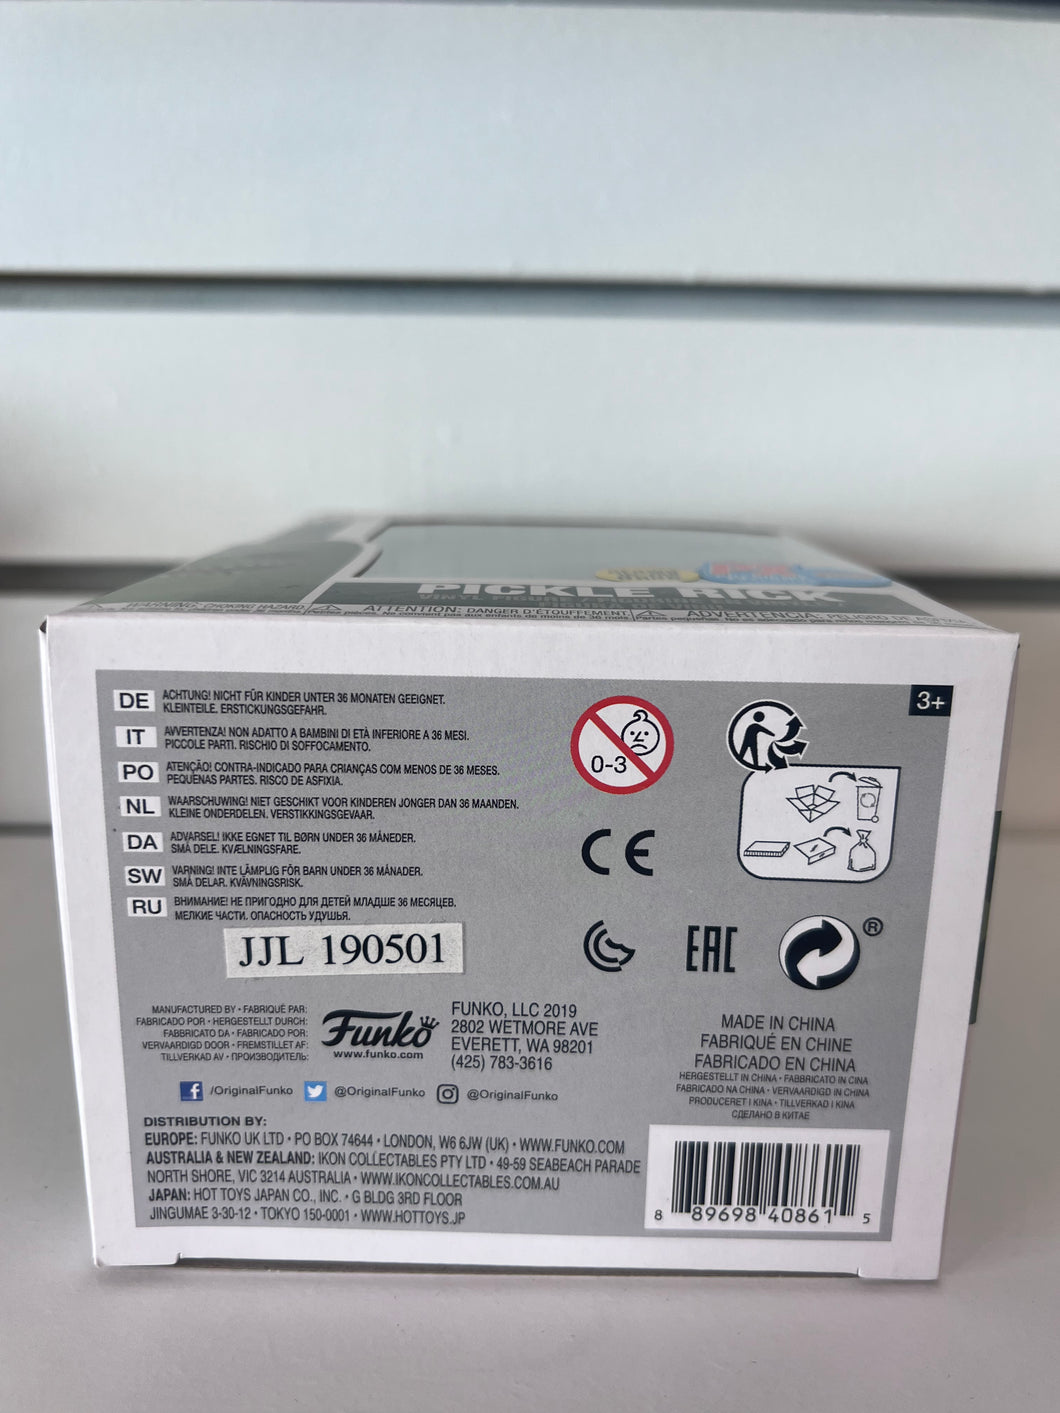 PICKLE RICK
WARNING: CHOKING HAZARD
ATTENTION: DANGER D'ÉTOUFFEMENT
ADVERTENCIA: PELIGRO DE ASFIXIA
3+
DE ACHTUNG! NICHT FÜR KINDER UNTER 36 MONATEN GEEIGNET.
KLEINTEILE. ERSTICKUNGSGEFAHR.
IT AVVERTENZA! NON ADATTO A BAMBINI DI ETÀ INFERIORE A 36 MESI.
PICCOLE PARTI. RISCHIO DI SOFFOCAMENTO.
PO ATENÇÃO! CONTRA-INDICADO PARA CRIANÇAS COM MENOS DE 36 MESES.
PEQUENAS PARTES. RISCO DE ASFIXIA.
NL WAARSCHUWING! NIET GESCHIKT VOOR KINDEREN JONGER DAN 36 MAANDEN.
KLEINE ONDERDELEN. VERSTIKKINGSGEVAAR.
DA ADVARSEL! IKKE EGNET TIL BØRN UNDER 36 MÅNEDER.
SMÅ DELE. KVÆLNINGSFARE.
SW VARNING! INTE LÄMPLIG FÖR BARN UNDER 36 MÅNADER.
SMÅ DELAR. KVÄVNINGSRISK.
RU ВНИМАНИЕ! НЕ ПРИГОДНО ДЛЯ ДЕТЕЙ МЛАДШЕ 36 МЕСЯЦЕВ.
МЕЛКИЕ ЧАСТИ. ОПАСНОСТЬ УДУШЬЯ.
0-3
CE
EAC
®
JJL 190501
MANUFACTURED BY • FABRIQUÉ PAR:
FABRICADO POR • HERGESTELLT DURCH:
FABBRICATO DA • FABRICADO POR:
VERVAARDIGD DOOR • FREMSTILLET AF:
TILLVERKAD AV • ПРОИЗВОДИТЕЛЬ:
Funko
www.funko.com
FUNKO, LLC 2019
2802 WETMORE AVE
EVERETT, WA 98201
(425) 783-3616
/OriginalFunko @OriginalFunko @OriginalFunko
MADE IN CHINA
FABRIQUÉ EN CHINE
FABRICADO EN CHINA
HERGESTELLT IN CHINA • FABBRICATO IN CINA
FABRICADO NA CHINA • VERVAARDIGD IN CHINA
PRODUCERET I KINA • TILLVERKAD I KINA
СДЕЛАНО В КИТАЕ
DISTRIBUTION BY:
EUROPE: FUNKO UK LTD • PO BOX 74644 • LONDON, W6 6JW (UK) • WWW.FUNKO.COM
AUSTRALIA & NEW ZEALAND: IKON COLLECTABLES PTY LTD • 49-59 SEABEACH PARADE
NORTH SHORE, VIC 3214 AUSTRALIA • WWW.IKONCOLLECTABLES.COM.AU
JAPAN: HOT TOYS JAPAN CO., INC. • G BLDG 3RD FLOOR
JINGUMAE 3-30-12 • TOKYO 150-0001 • WWW.HOTTOYS.JP
8 89698 40861 5